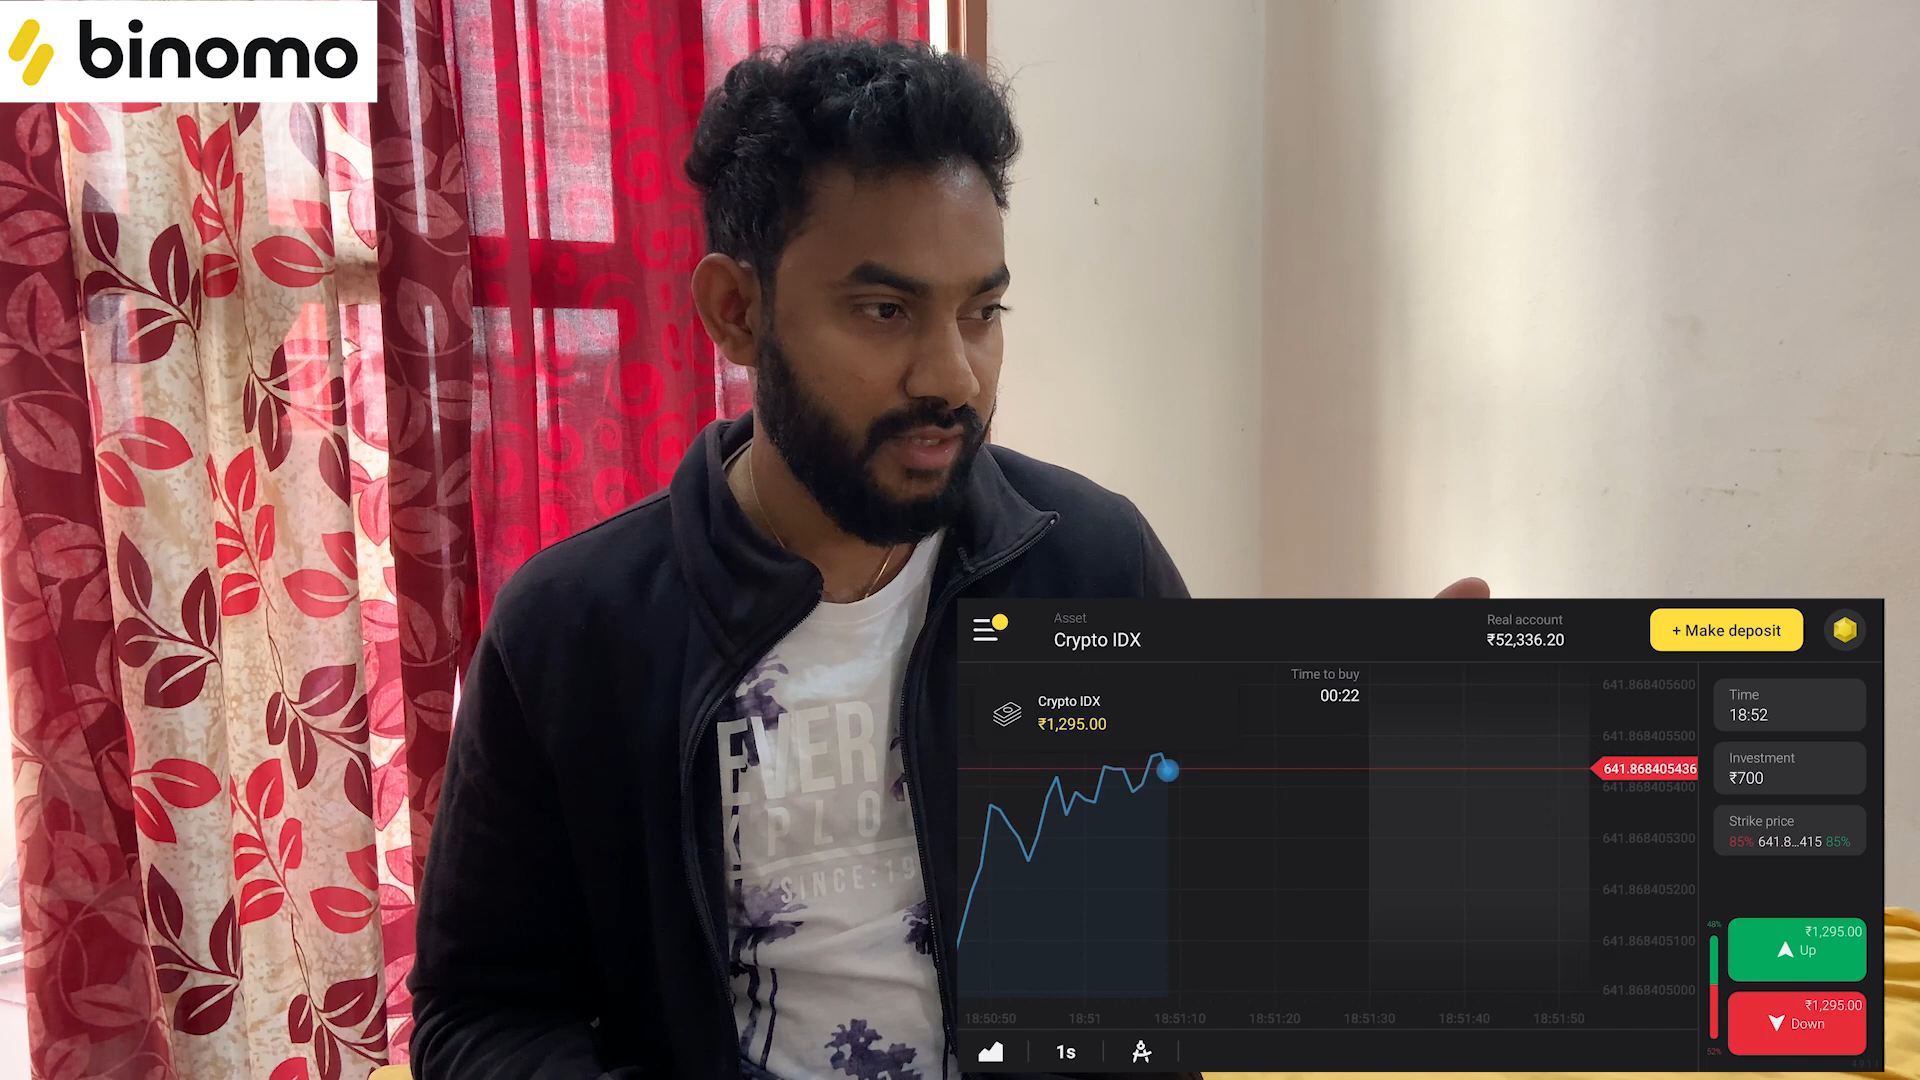 binomo
EVER
XPLO
SINCE:19
Asset
Crypto IDX
Real account
₹52,336.20
+ Make deposit
Crypto IDX
₹1,295.00
Time to buy
00:22
641.868405600
641.868405500
641.868405436
641.868405400
641.868405300
641.868405200
641.868405100
641.868405000
Time
18:52
Investment
₹700
Strike price
85% 641.8...415 85%
48%
₹1,295.00
Up
₹1,295.00
Down
52%
18:50:50 18:51 18:51:10 18:51:20 18:51:30 18:51:40 18:51:50
1s